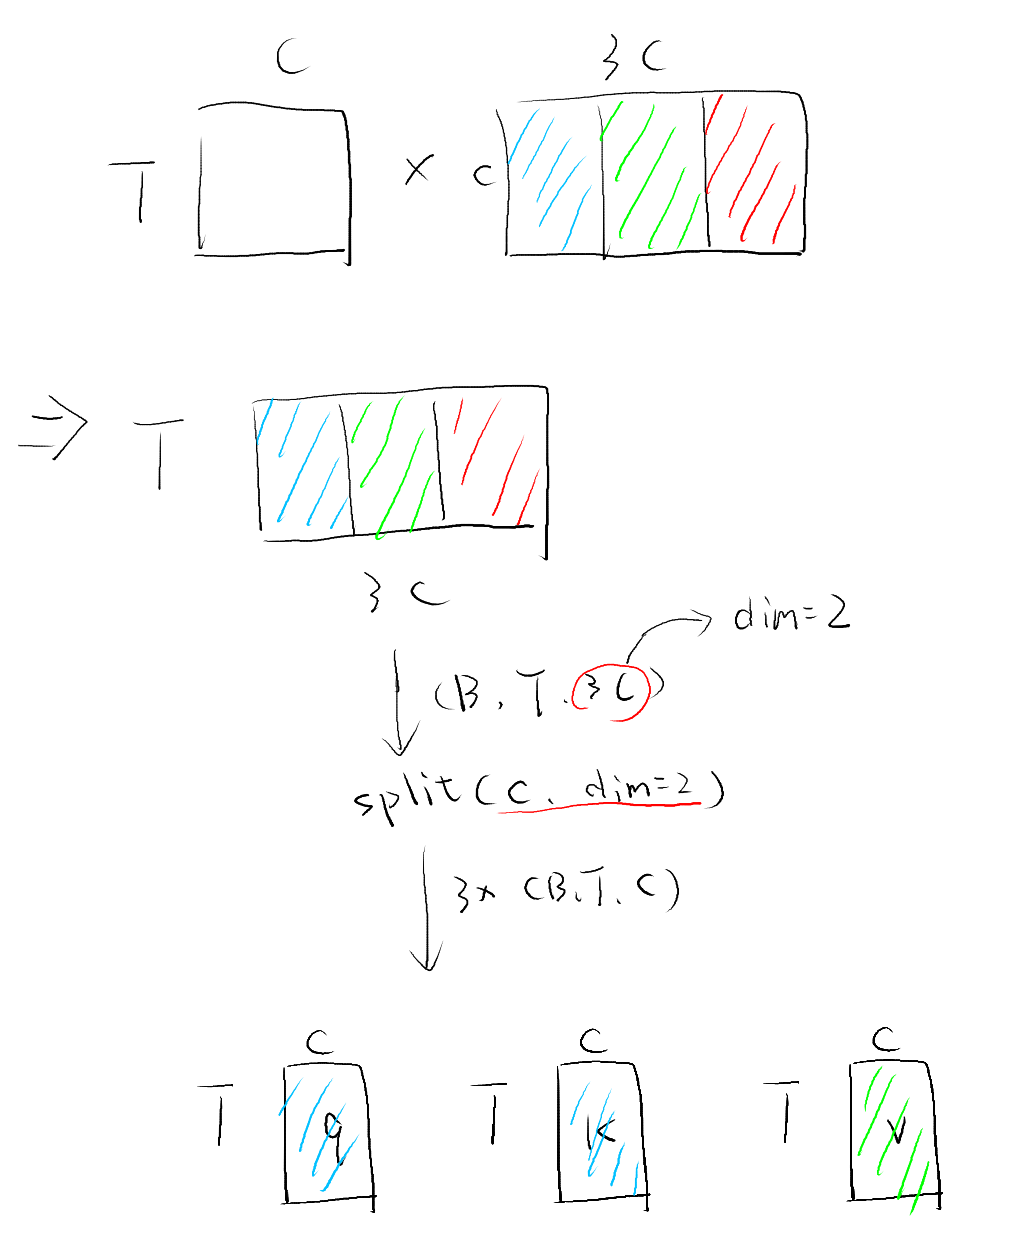 C 3C
T × C
⇒ T
3C
dim=2
(B, T, 3C)
split(C, dim=2)
3× (B,T,C)
C C C
T q T k T v